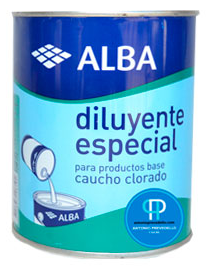 ALBA
diluyente
especial
para productos base
caucho clorado
ALBA